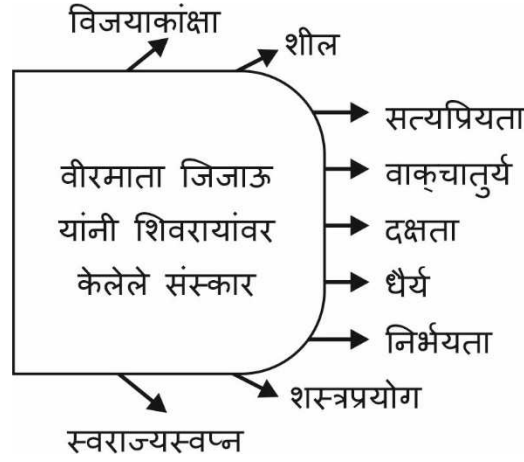 विजयाकांक्षा
शील
सत्यप्रियता
वाक्‌चातुर्य
दक्षता
धैर्य
निर्भयता
शस्त्रप्रयोग
स्वराज्यस्वप्न
वीरमाता जिजाऊ
यांनी शिवरायांवर
केलेले संस्कार